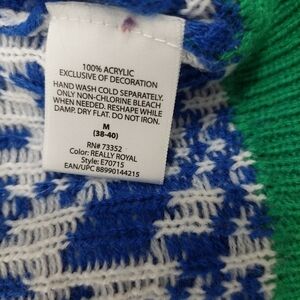 100% ACRYLIC
EXCLUSIVE OF DECORATION
HAND WASH COLD SEPARATELY.
ONLY NON-CHLORINE BLEACH
WHEN NEEDED. RESHAPE WHILE
DAMP. DRY FLAT. DO NOT IRON.
M
(38-40)
RN# 73352
Color: REALLY ROYAL
Style: E70715
EAN/UPC 88990144215